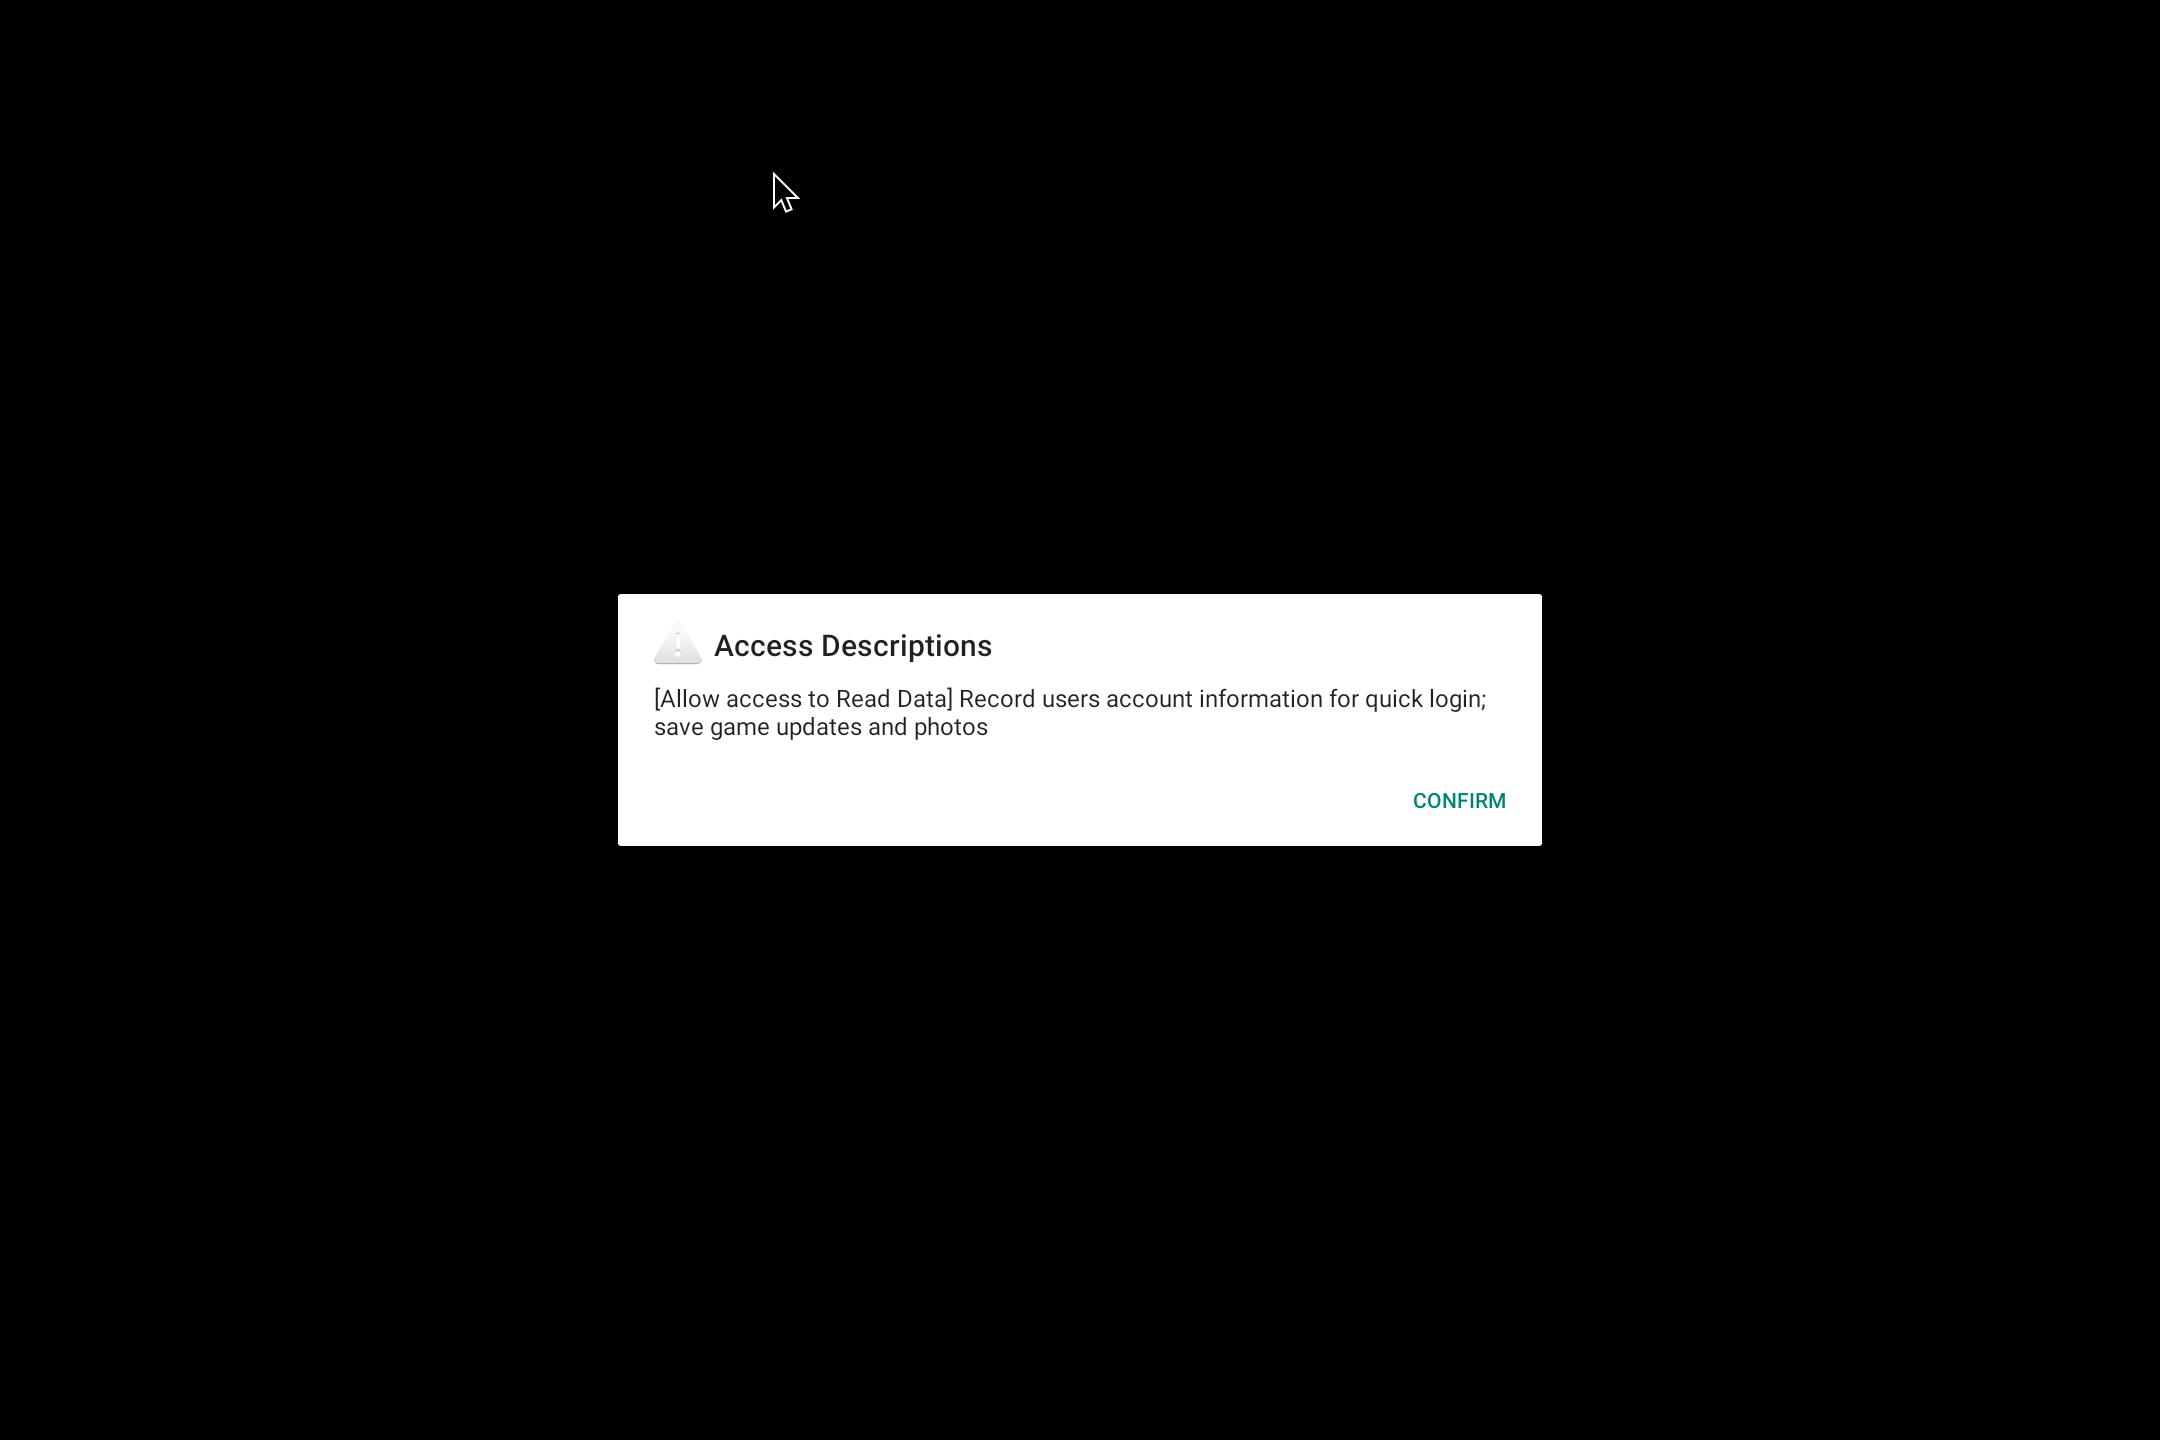 Access Descriptions
[Allow access to Read Data] Record users account information for quick login;
save game updates and photos
CONFIRM